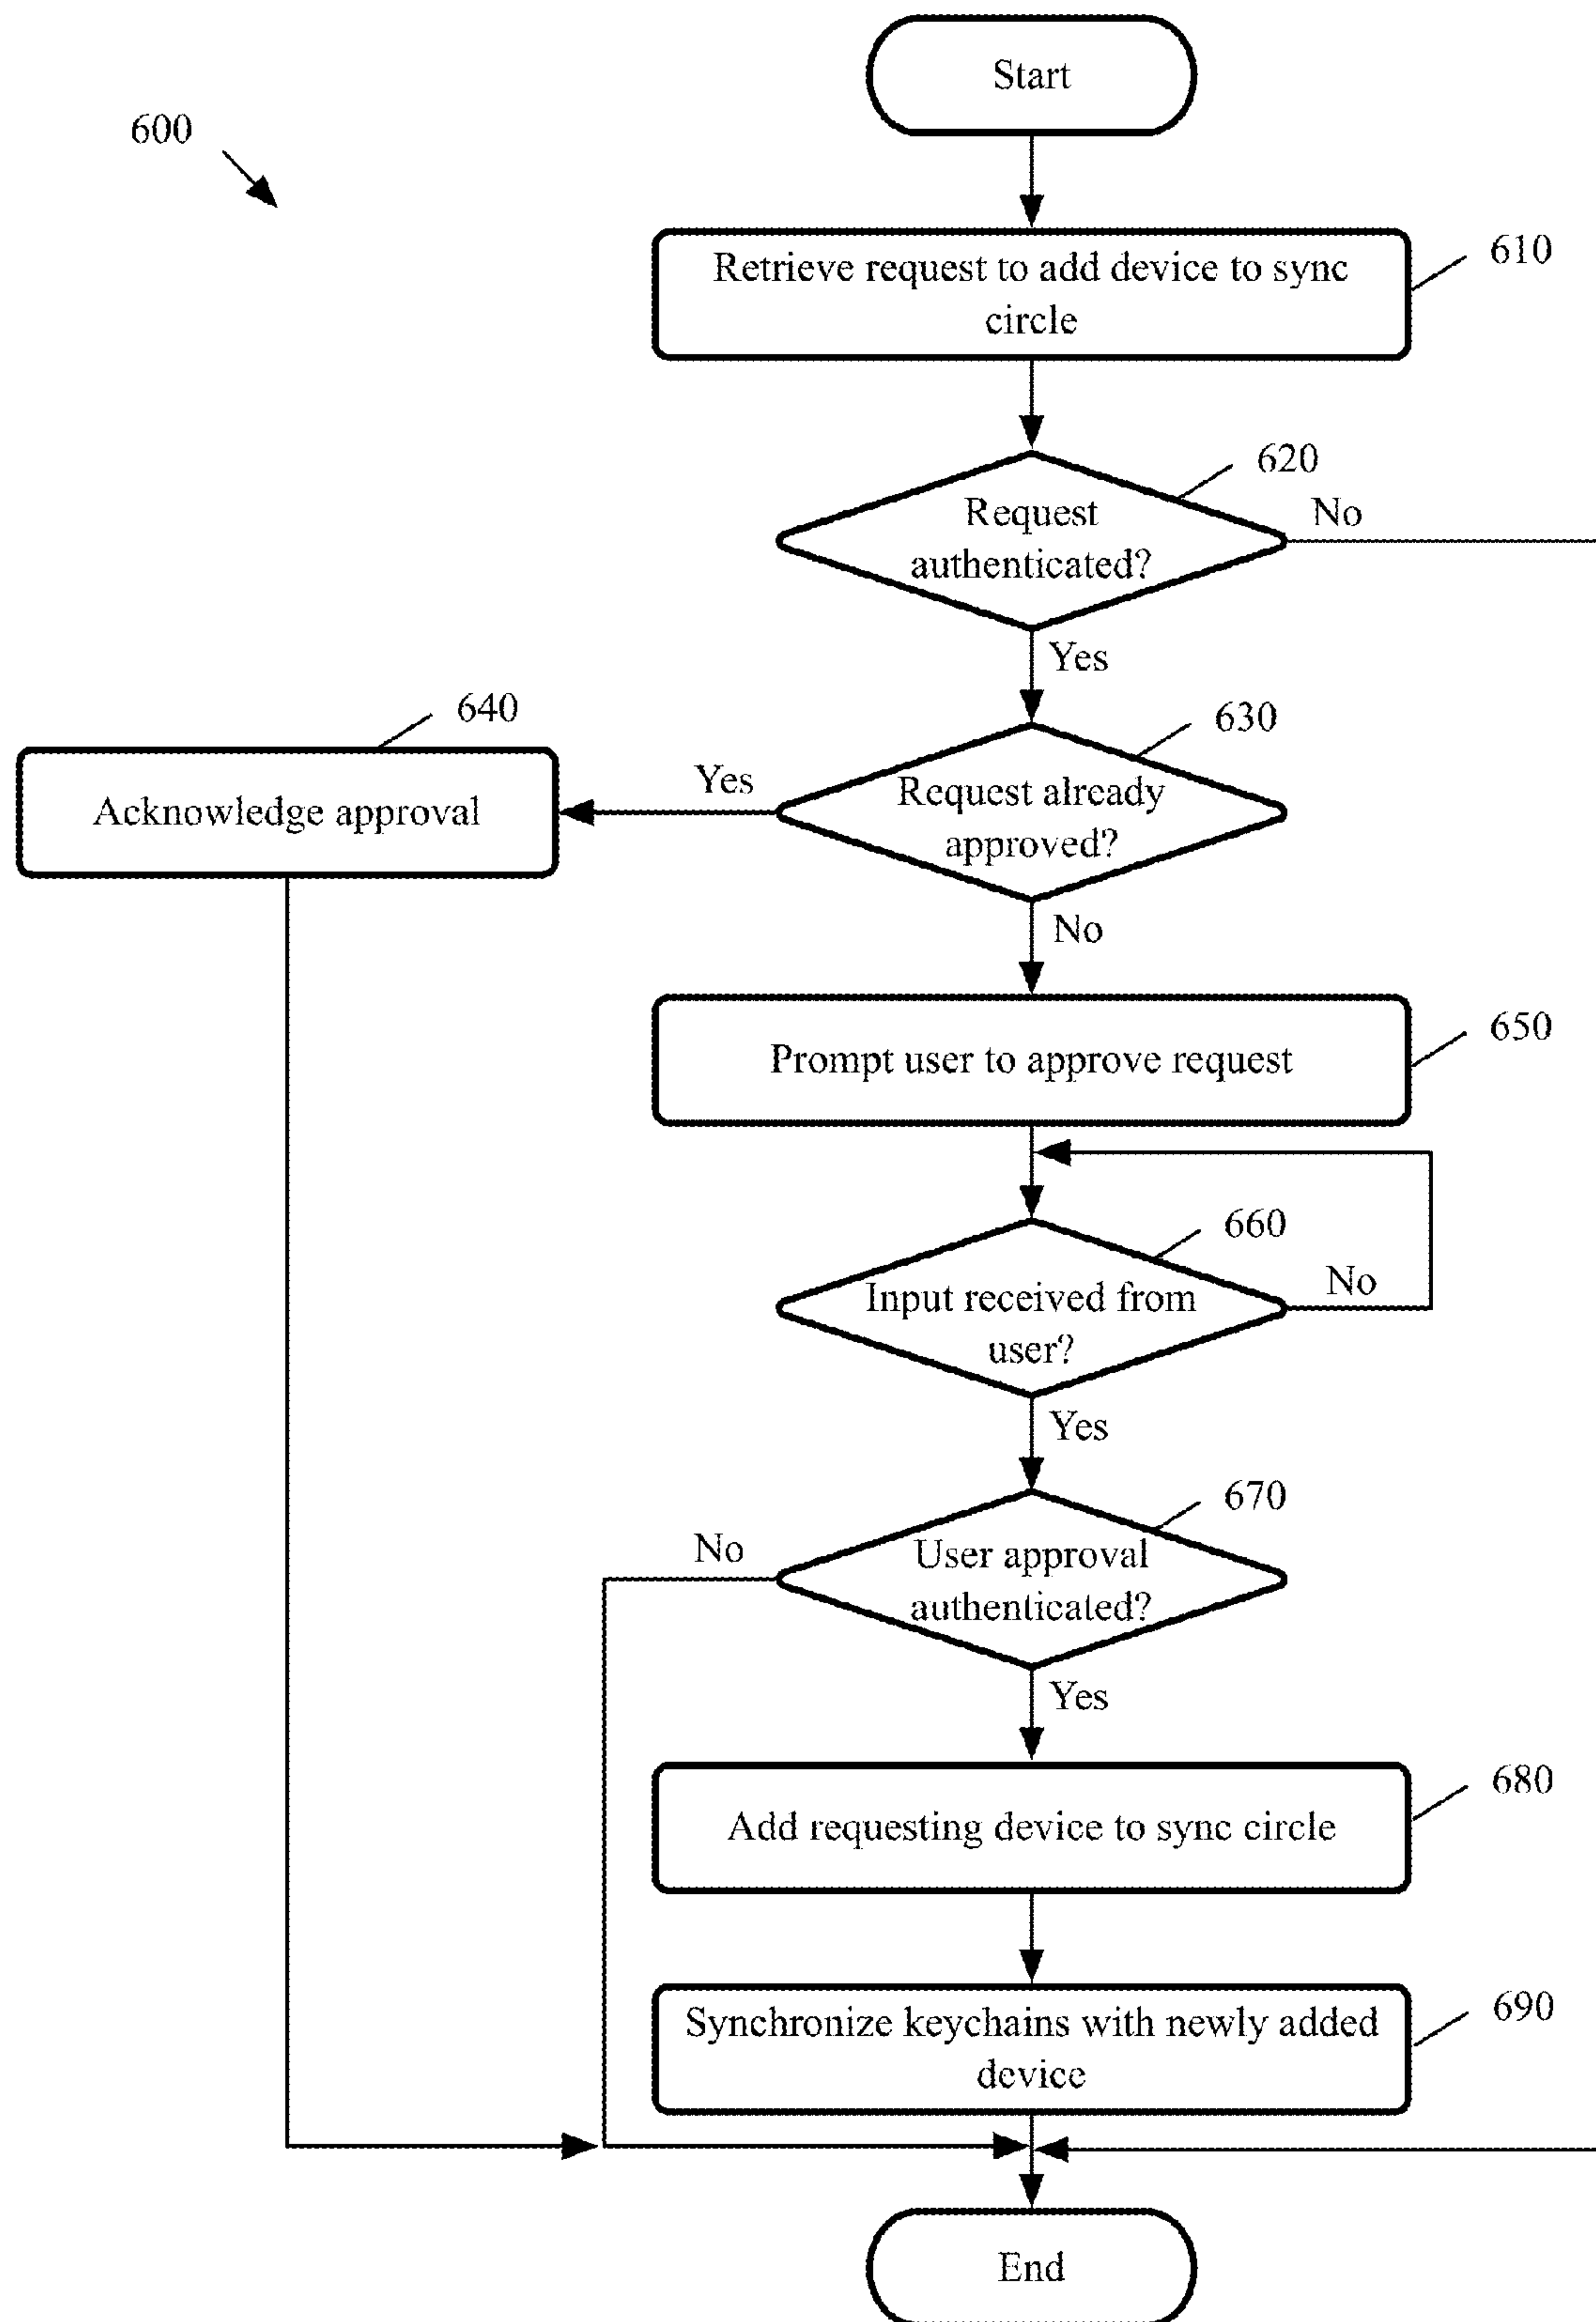 Start
600
Retrieve request to add device to sync
circle
610
620
Request
authenticated?
No
Yes
640
630
Acknowledge approval
Yes
Request already
approved?
No
650
Prompt user to approve request
660
Input received from
user?
No
Yes
670
No
User approval
authenticated?
Yes
680
Add requesting device to sync circle
690
Synchronize keychains with newly added
device
End